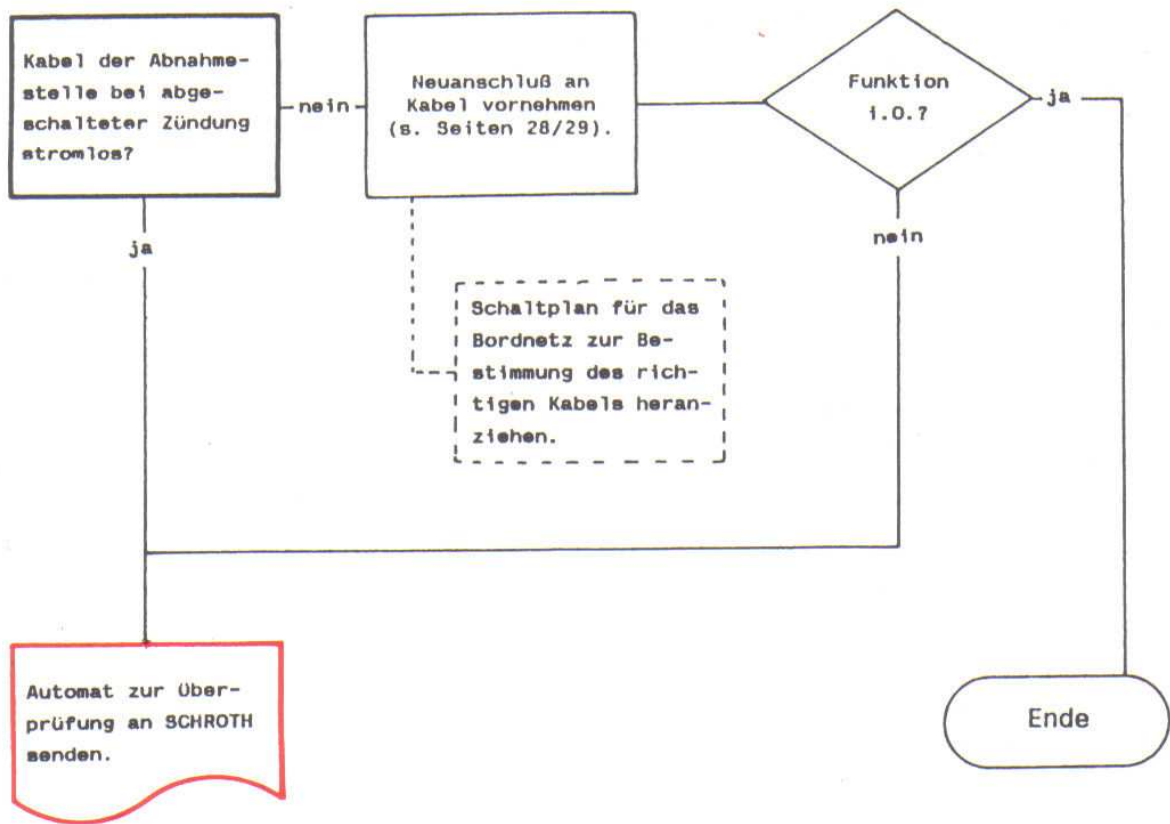 Kabel der Abnahme-
stelle bei abge-
schalteter Zündung
stromlos?
nein
Neuanschluß an
Kabel vornehmen
(s. Seiten 28/29).
Funktion
i.O.?
ja
ja
nein
Schaltplan für das
Bordnetz zur Be-
stimmung des rich-
tigen Kabels heran-
ziehen.
Automat zur Über-
prüfung an SCHROTH
senden.
Ende